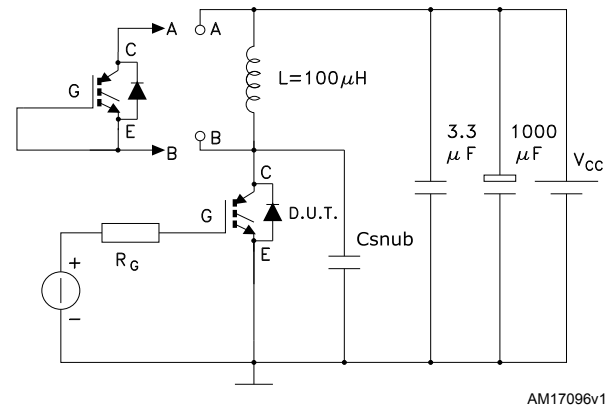 A
A
C
G
E
B
B
L=100μH
3.3
μF
1000
μF
VCC
C
G
D.U.T.
E
Csnub
RG
+
−
AM17096v1